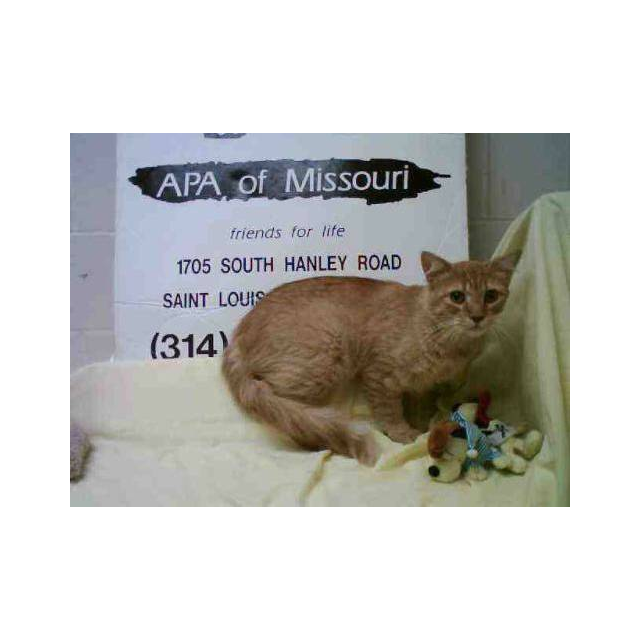 APA of Missouri
friends for life
1705 SOUTH HANLEY ROAD
SAINT LOUIS
(314)